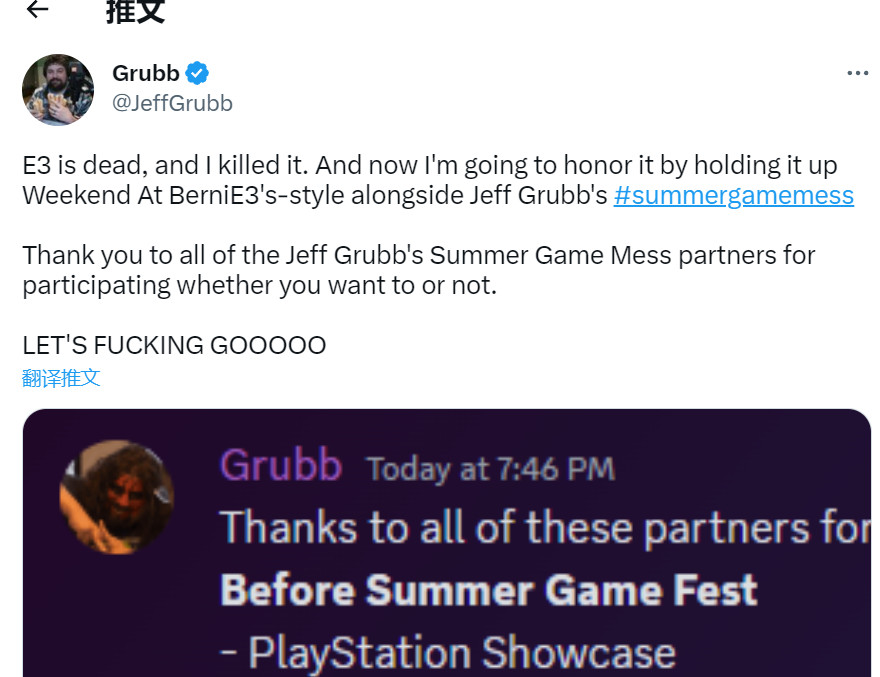 推文
Grubb
@JeffGrubb
E3 is dead, and I killed it. And now I'm going to honor it by holding it up
Weekend At BerniE3's-style alongside Jeff Grubb's #summergamemess
Thank you to all of the Jeff Grubb's Summer Game Mess partners for
participating whether you want to or not.
LET'S FUCKING GOOOOO
翻译推文
Grubb Today at 7:46 PM
Thanks to all of these partners for
Before Summer Game Fest
- PlayStation Showcase